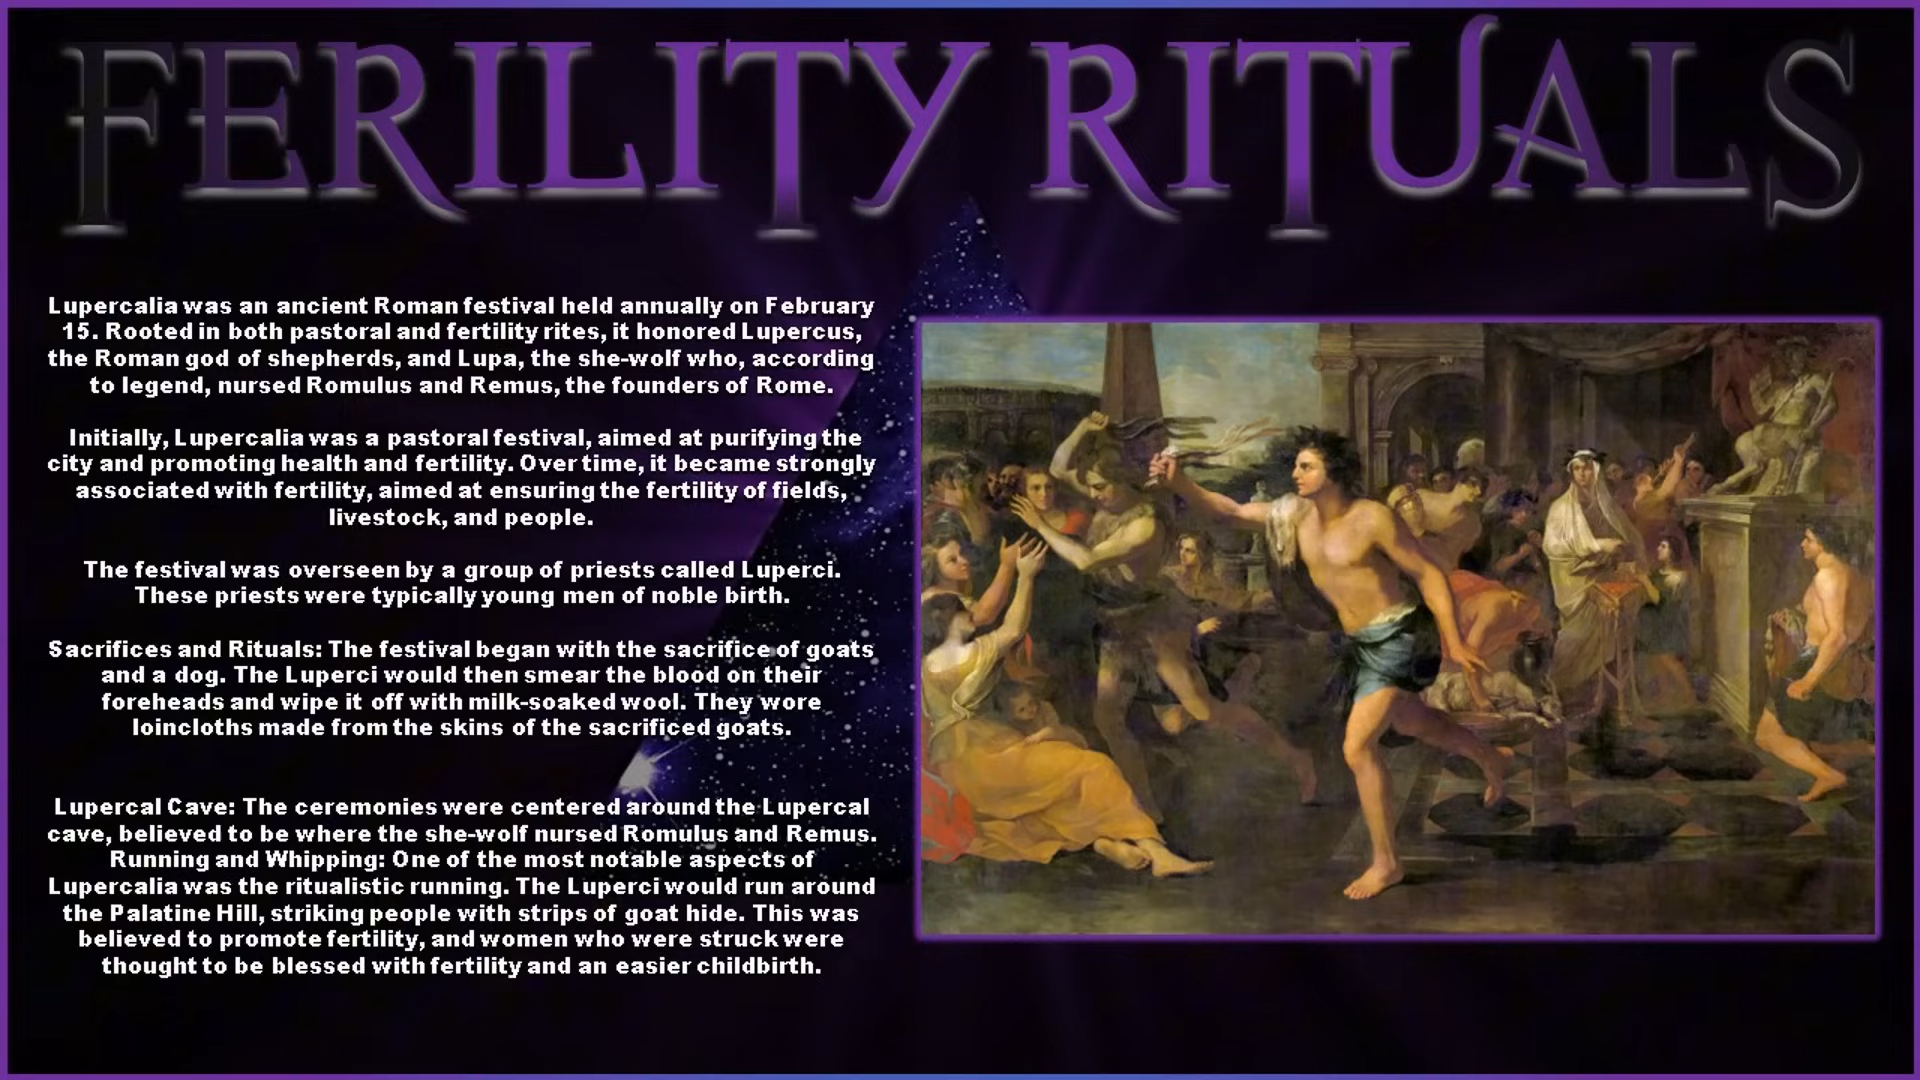 FERILITY RITUALS
Lupercalia was an ancient Roman festival held annually on February
15. Rooted in both pastoral and fertility rites, it honored Lupercus,
the Roman god of shepherds, and Lupa, the she-wolf who, according
to legend, nursed Romulus and Remus, the founders of Rome.
Initially, Lupercalia was a pastoral festival, aimed at purifying the
city and promoting health and fertility. Over time, it became strongly
associated with fertility, aimed at ensuring the fertility of fields,
livestock, and people.
The festival was overseen by a group of priests called Luperci.
These priests were typically young men of noble birth.
Sacrifices and Rituals: The festival began with the sacrifice of goats
and a dog. The Luperci would then smear the blood on their
foreheads and wipe it off with milk-soaked wool. They wore
loincloths made from the skins of the sacrificed goats.
Lupercal Cave: The ceremonies were centered around the Lupercal
cave, believed to be where the she-wolf nursed Romulus and Remus.
Running and Whipping: One of the most notable aspects of
Lupercalia was the ritualistic running. The Luperci would run around
the Palatine Hill, striking people with strips of goat hide. This was
believed to promote fertility, and women who were struck were
thought to be blessed with fertility and an easier childbirth.